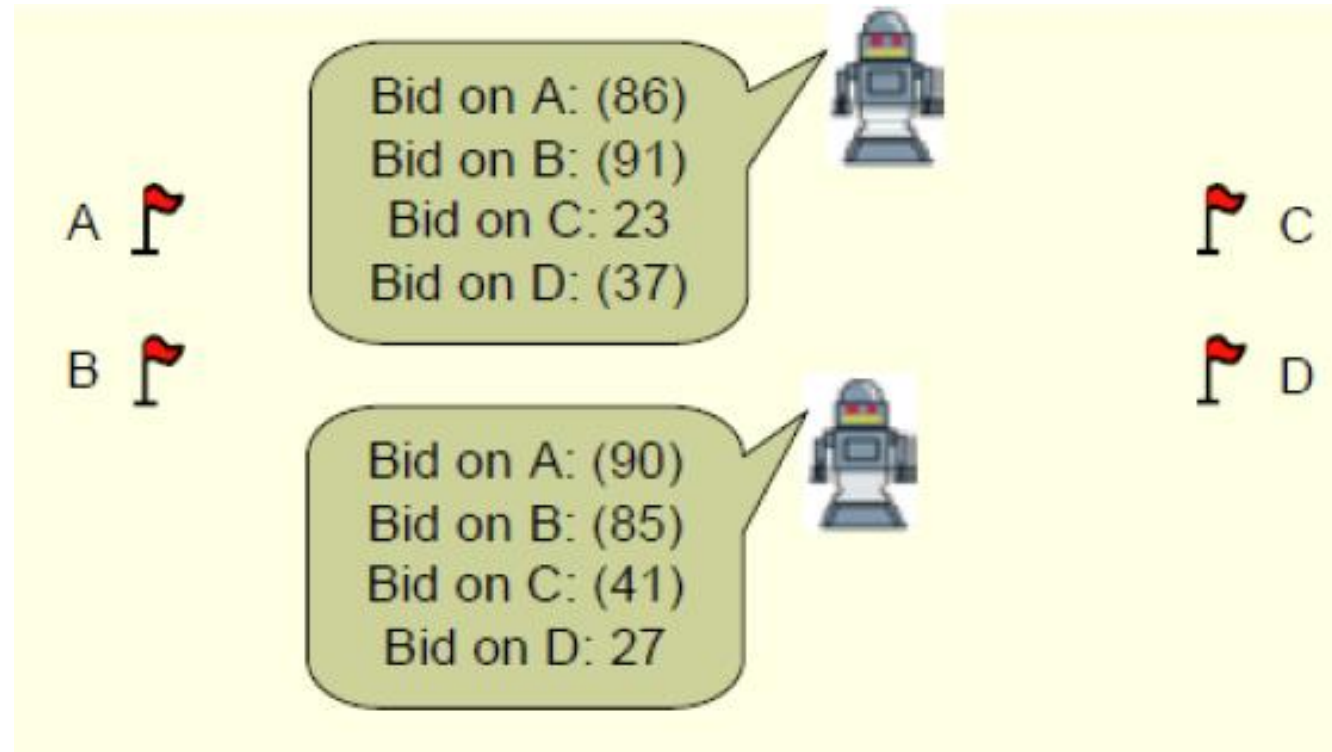 Bid on A: (86)
Bid on B: (91)
Bid on C: 23
Bid on D: (37)
A
C
B
D
Bid on A: (90)
Bid on B: (85)
Bid on C: (41)
Bid on D: 27